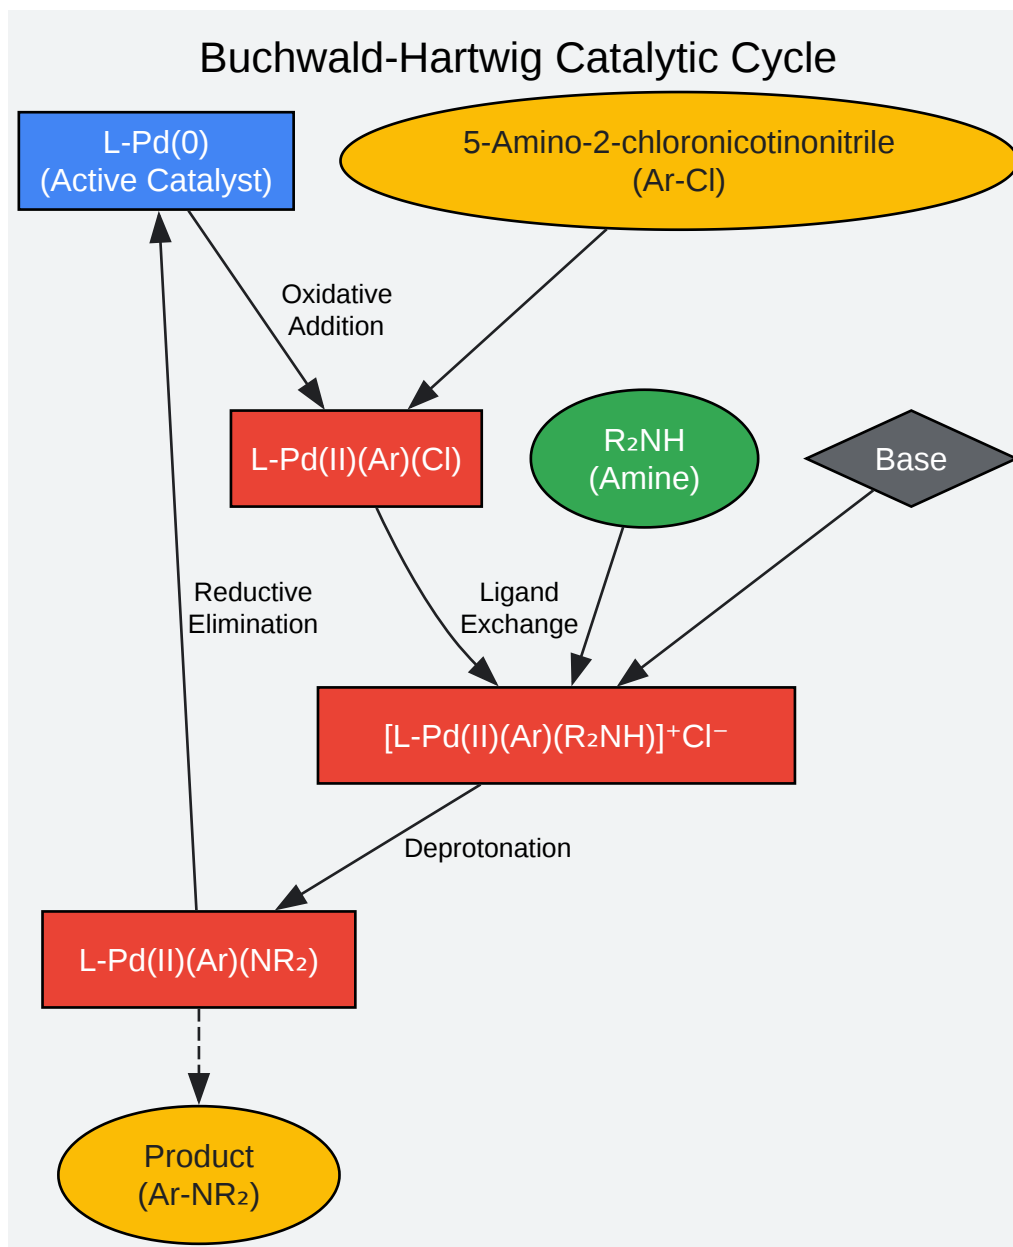 Buchwald-Hartwig Catalytic Cycle
L-Pd(0)
(Active Catalyst)
5-Amino-2-chloronicotinonitrile
(Ar-Cl)
Oxidative
Addition
L-Pd(II)(Ar)(Cl)
R₂NH
(Amine)
Base
Reductive
Elimination
Ligand
Exchange
[L-Pd(II)(Ar)(R₂NH)]⁺Cl⁻
Deprotonation
L-Pd(II)(Ar)(NR₂)
Product
(Ar-NR₂)